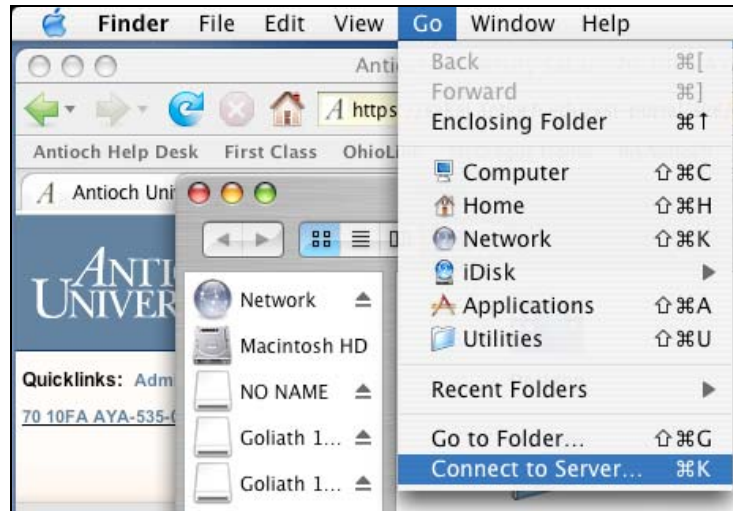 Finder File Edit View Go Window Help
Back ⌘[
Forward ⌘]
Enclosing Folder ⌘↑
Computer ⇧⌘C
Home ⇧⌘H
Network ⇧⌘K
iDisk
Applications ⇧⌘A
Utilities ⇧⌘U
Recent Folders
Go to Folder... ⇧⌘G
Connect to Server... ⌘K
Anti
A https
Antioch Help Desk First Class OhioLi
A Antioch Uni
ANTI
UNIVER
Quicklinks: Adm
70 10FA AYA-535-
Network
Macintosh HD
NO NAME
Goliath 1...
Goliath 1...